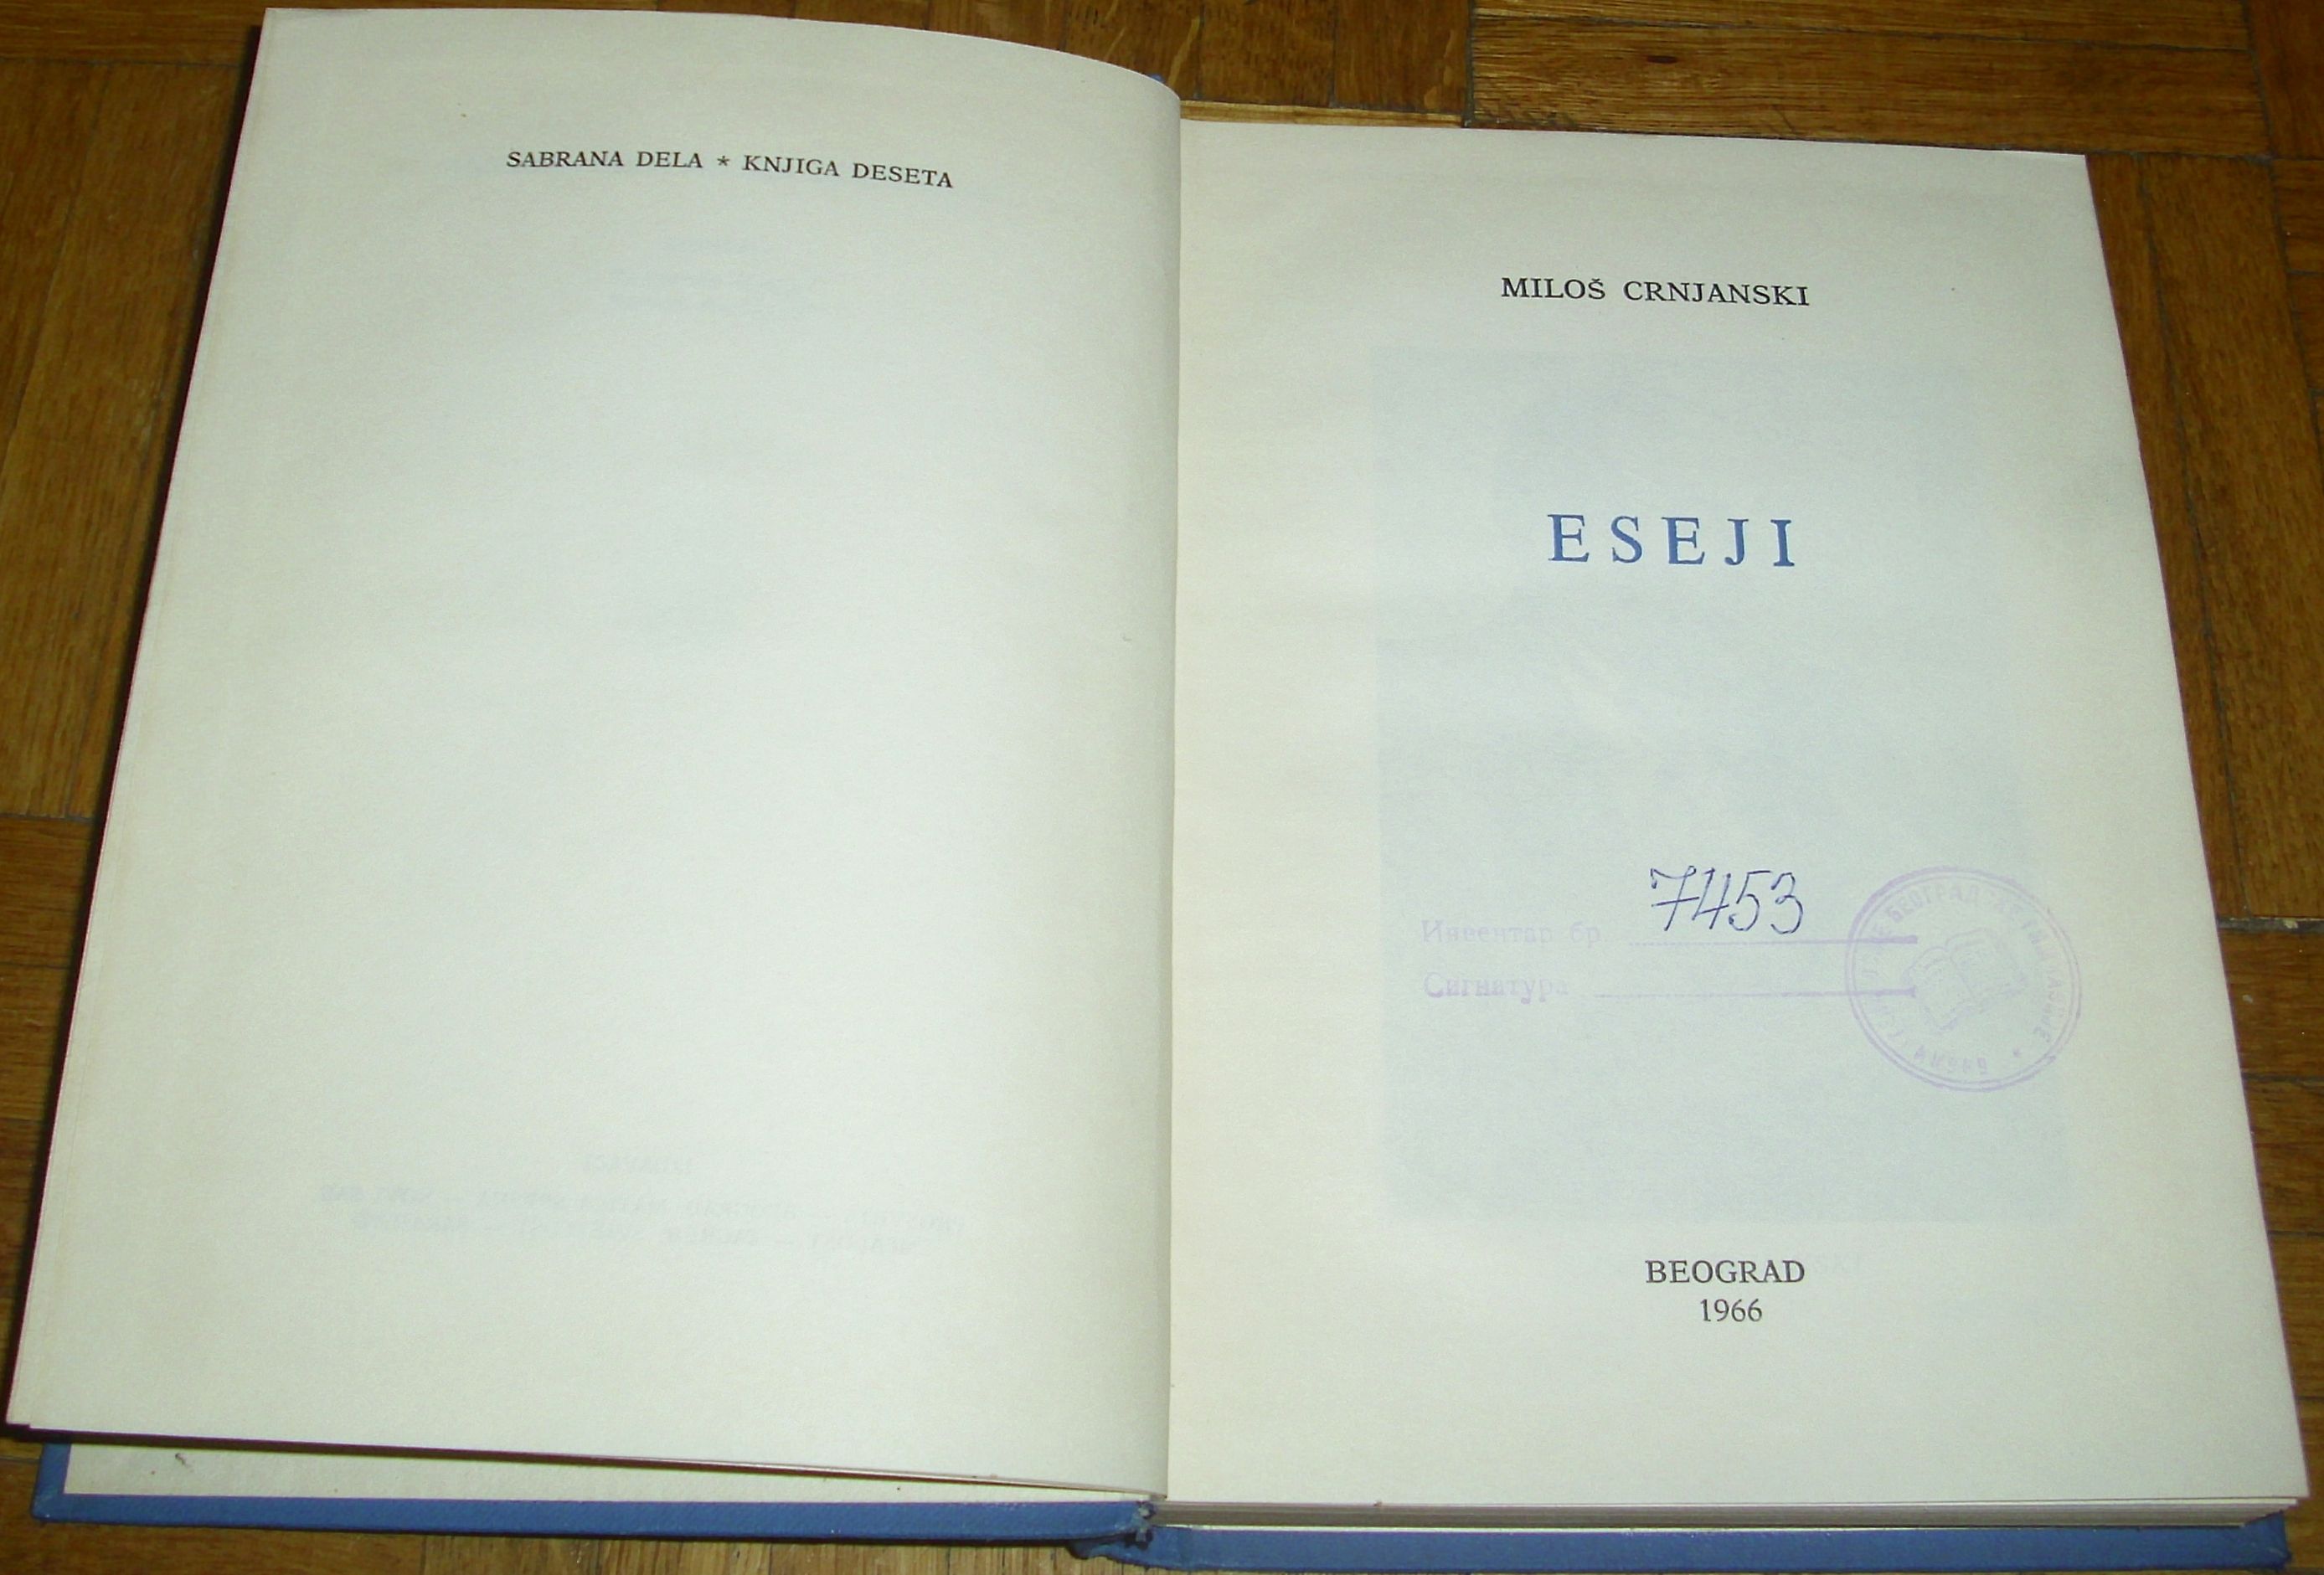 SABRANA DELA * KNJIGA DESETA
MILOŠ CRNJANSKI
ESEJI
7453
Инвентар бр
Сигнатура
BEOGRAD
1966